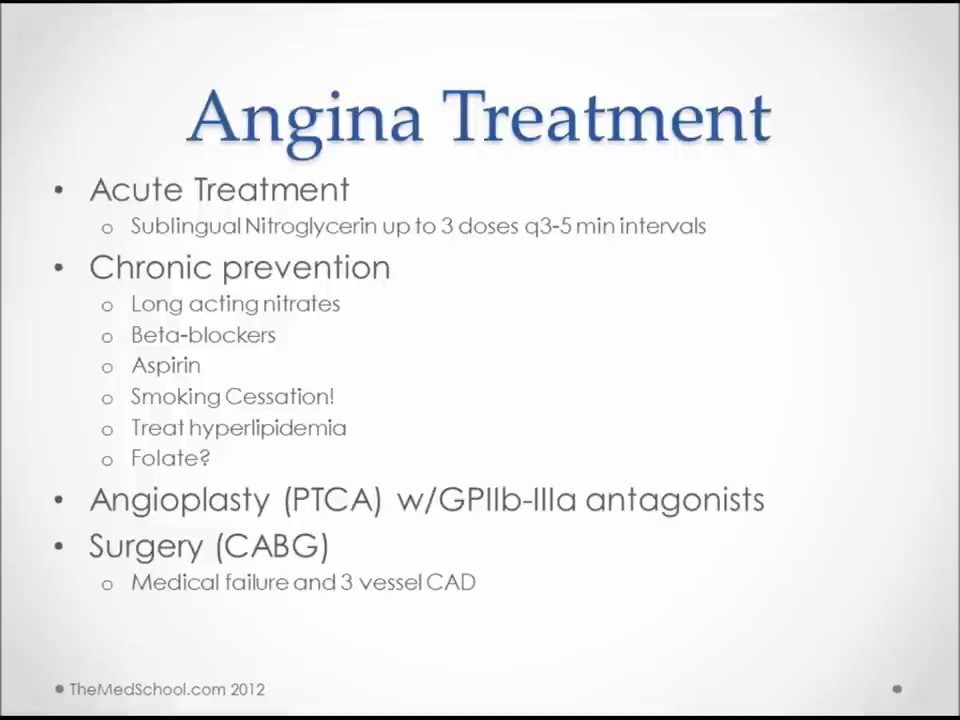 Angina Treatment
• Acute Treatment
o Sublingual Nitroglycerin up to 3 doses q3-5 min intervals
• Chronic prevention
o Long acting nitrates
o Beta-blockers
o Aspirin
o Smoking Cessation!
o Treat hyperlipidemia
o Folate?
• Angioplasty (PTCA) w/GPIIb-IIIa antagonists
• Surgery (CABG)
o Medical failure and 3 vessel CAD
TheMedSchool.com 2012